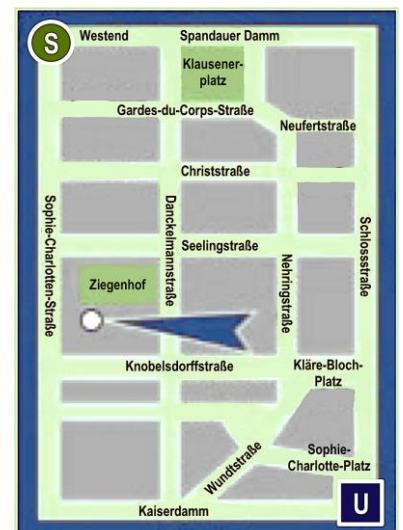 S
Westend
Spandauer Damm
Klausener-
platz
Gardes-du-Corps-Straße
Neufertstraße
Christstraße
Sophie-Charlotten-Straße
Danckelmannstraße
Schlossstraße
Seelingstraße
Nehringstraße
Ziegenhof
Knobelsdorffstraße
Kläre-Bloch-
Platz
Wundtstraße
Sophie-
Charlotte-Platz
Kaiserdamm
U